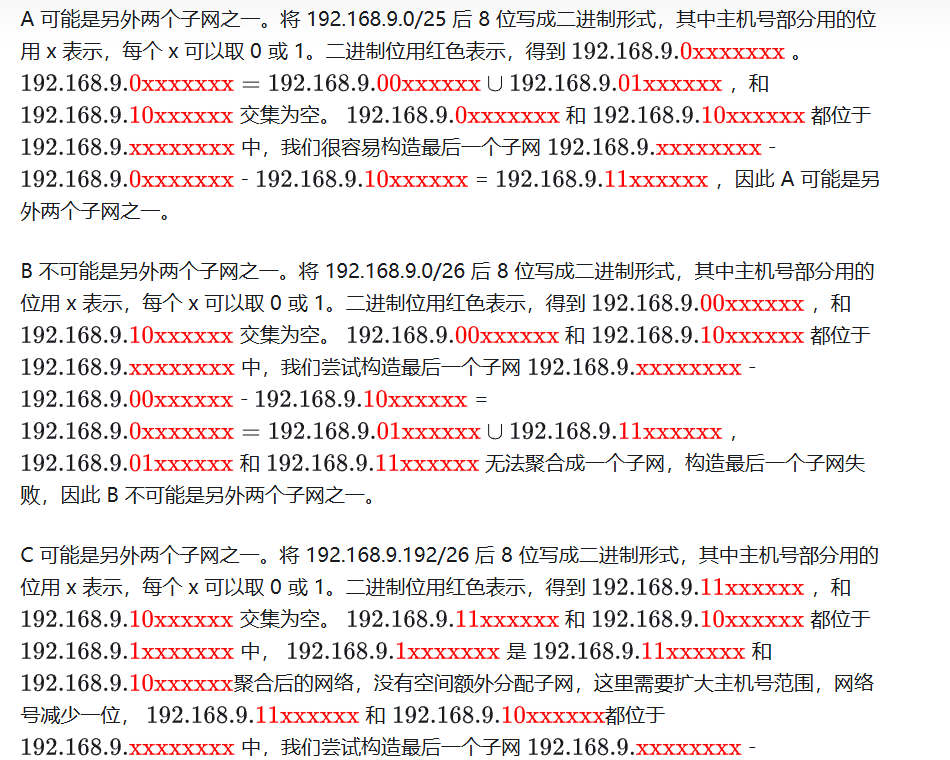 A 可能是另外两个子网之一。将 192.168.9.0/25 后 8 位写成二进制形式，其中主机号部分用的位
用 x 表示，每个 x 可以取 0 或 1。二进制位用红色表示，得到 192.168.9.0xxxxxxx 。
192.168.9.0xxxxxxx = 192.168.9.00xxxxxx ∪ 192.168.9.01xxxxxx ，和
192.168.9.10xxxxxx 交集为空。 192.168.9.0xxxxxxx 和 192.168.9.10xxxxxx 都位于
192.168.9.xxxxxxxx 中，我们很容易构造最后一个子网 192.168.9.xxxxxxxx -
192.168.9.0xxxxxxx - 192.168.9.10xxxxxx = 192.168.9.11xxxxxx ，因此 A 可能是另
外两个子网之一。
B 不可能是另外两个子网之一。将 192.168.9.0/26 后 8 位写成二进制形式，其中主机号部分用的
位用 x 表示，每个 x 可以取 0 或 1。二进制位用红色表示，得到 192.168.9.00xxxxxx ，和
192.168.9.10xxxxxx 交集为空。 192.168.9.00xxxxxx 和 192.168.9.10xxxxxx 都位于
192.168.9.xxxxxxxx 中，我们尝试构造最后一个子网 192.168.9.xxxxxxxx -
192.168.9.00xxxxxx - 192.168.9.10xxxxxx =
192.168.9.0xxxxxxx = 192.168.9.01xxxxxx ∪ 192.168.9.11xxxxxx ，
192.168.9.01xxxxxx 和 192.168.9.11xxxxxx 无法聚合成一个子网，构造最后一个子网失
败，因此 B 不可能是另外两个子网之一。
C 可能是另外两个子网之一。将 192.168.9.192/26 后 8 位写成二进制形式，其中主机号部分用的
位用 x 表示，每个 x 可以取 0 或 1。二进制位用红色表示，得到 192.168.9.11xxxxxx ，和
192.168.9.10xxxxxx 交集为空。 192.168.9.11xxxxxx 和 192.168.9.10xxxxxx 都位于
192.168.9.1xxxxxxx 中， 192.168.9.1xxxxxxx 是 192.168.9.11xxxxxx 和
192.168.9.10xxxxxx聚合后的网络，没有空间额外分配子网，这里需要扩大主机号范围，网络
号减少一位， 192.168.9.11xxxxxx 和 192.168.9.10xxxxxx都位于
192.168.9.xxxxxxxx 中，我们尝试构造最后一个子网 192.168.9.xxxxxxxx -